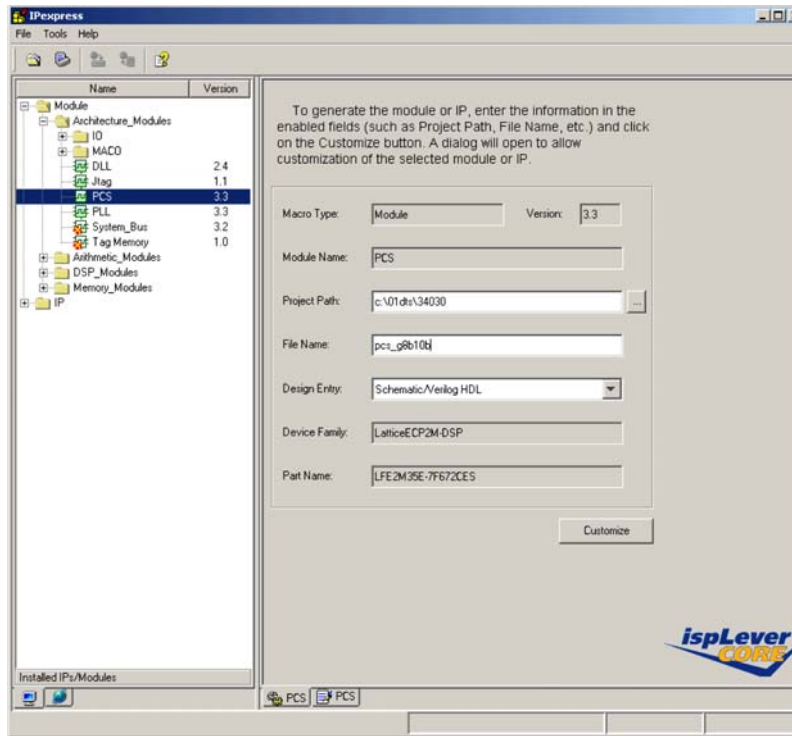 IPexpress
File Tools Help
Name Version
Module
Architecture_Modules
IO
MACO
DLL 2.4
Jtag 1.1
PCS 3.3
PLL 3.3
System_Bus 3.2
Tag Memory 1.0
Arithmetic_Modules
DSP_Modules
Memory_Modules
IP
Installed IPs/Modules
To generate the module or IP, enter the information in the
enabled fields (such as Project Path, File Name, etc.) and click
on the Customize button. A dialog will open to allow
customization of the selected module or IP.
Macro Type: Module Version: 3.3
Module Name: PCS
Project Path: c:\01dts\34030 ...
File Name: pcs_g8b10b
Design Entry: Schematic/Verilog HDL
Device Family: LatticeECP2M-DSP
Part Name: LFE2M35E-7F672CES
Customize
ispLever
CORE
PCS PCS